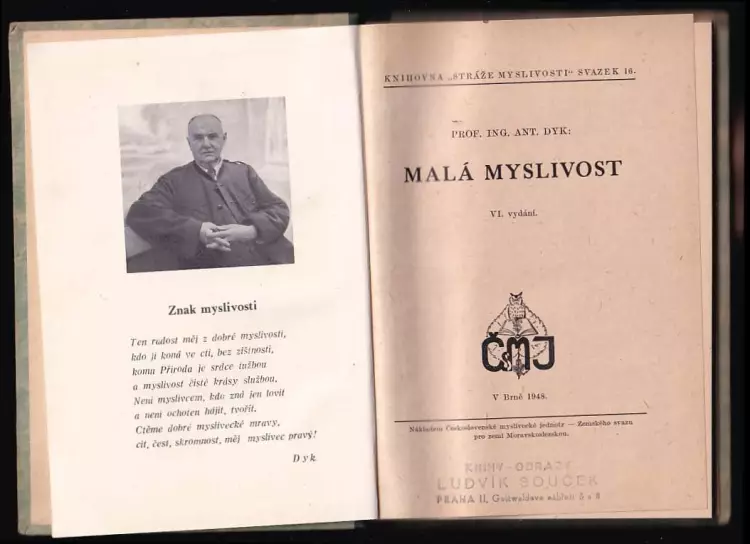 Znak myslivosti
Ten radost měj z dobré myslivosti,
kdo ji koná ve cti, bez zištnosti,
komu Příroda je srdce tužbou
a myslivost čisté krásy službou.
Není myslivcem, kdo zná jen lovit
a není ochoten hájit, tvořit.
Ctěme dobré myslivecké mravy,
cit, čest, skromnost, měj myslivec pravý!
Dyk
KNIHOVNA „STRÁŽE MYSLIVOSTI" SVAZEK 16.
PROF. ING. ANT. DYK:
MALÁ MYSLIVOST
VI. vydání.
ČSMJ
V Brně 1948.
Nákladem Československé myslivecké jednoty — Zemského svazu
pro zemi Moravskoslezskou.
KNIHY-OBRAZY
LUDVÍK SOUČEK
PRAHA II, Gottwaldovo nábřeží